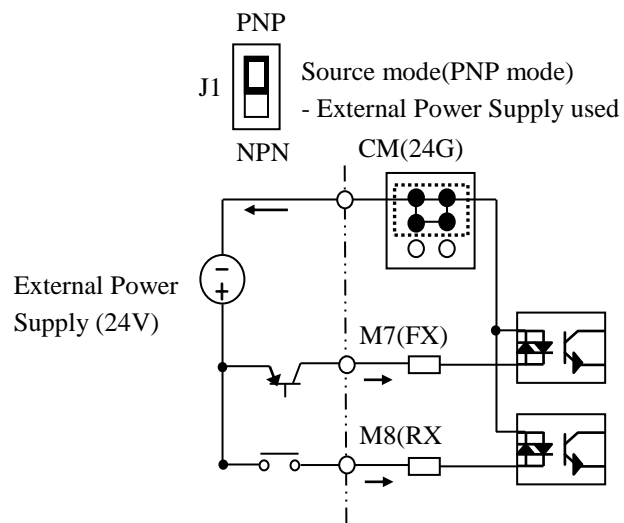 PNP
J1
Source mode(PNP mode)
- External Power Supply used
NPN
CM(24G)
External Power
Supply (24V)
M7(FX)
M8(RX